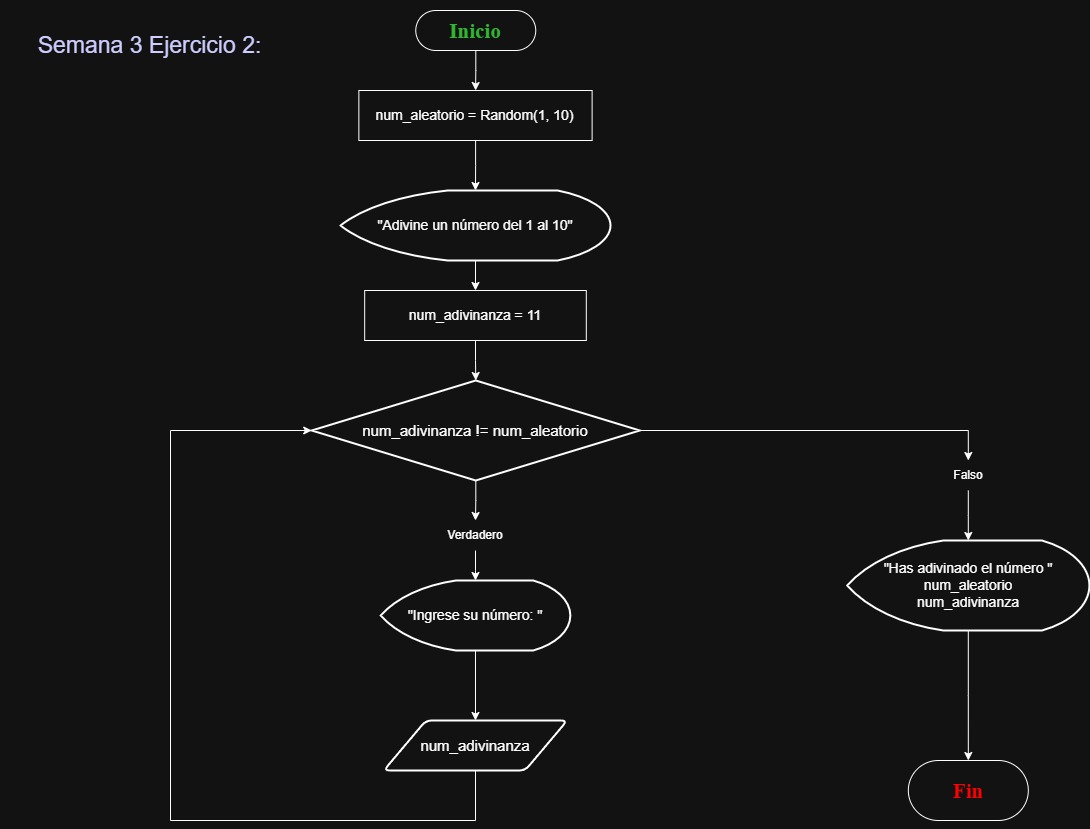 Semana 3 Ejercicio 2:
Inicio
num_aleatorio = Random(1, 10)
"Adivine un número del 1 al 10"
num_adivinanza = 11
num_adivinanza != num_aleatorio
Verdadero
"Ingrese su número: "
num_adivinanza
Falso
"Has adivinado el número "
num_aleatorio
num_adivinanza
Fin